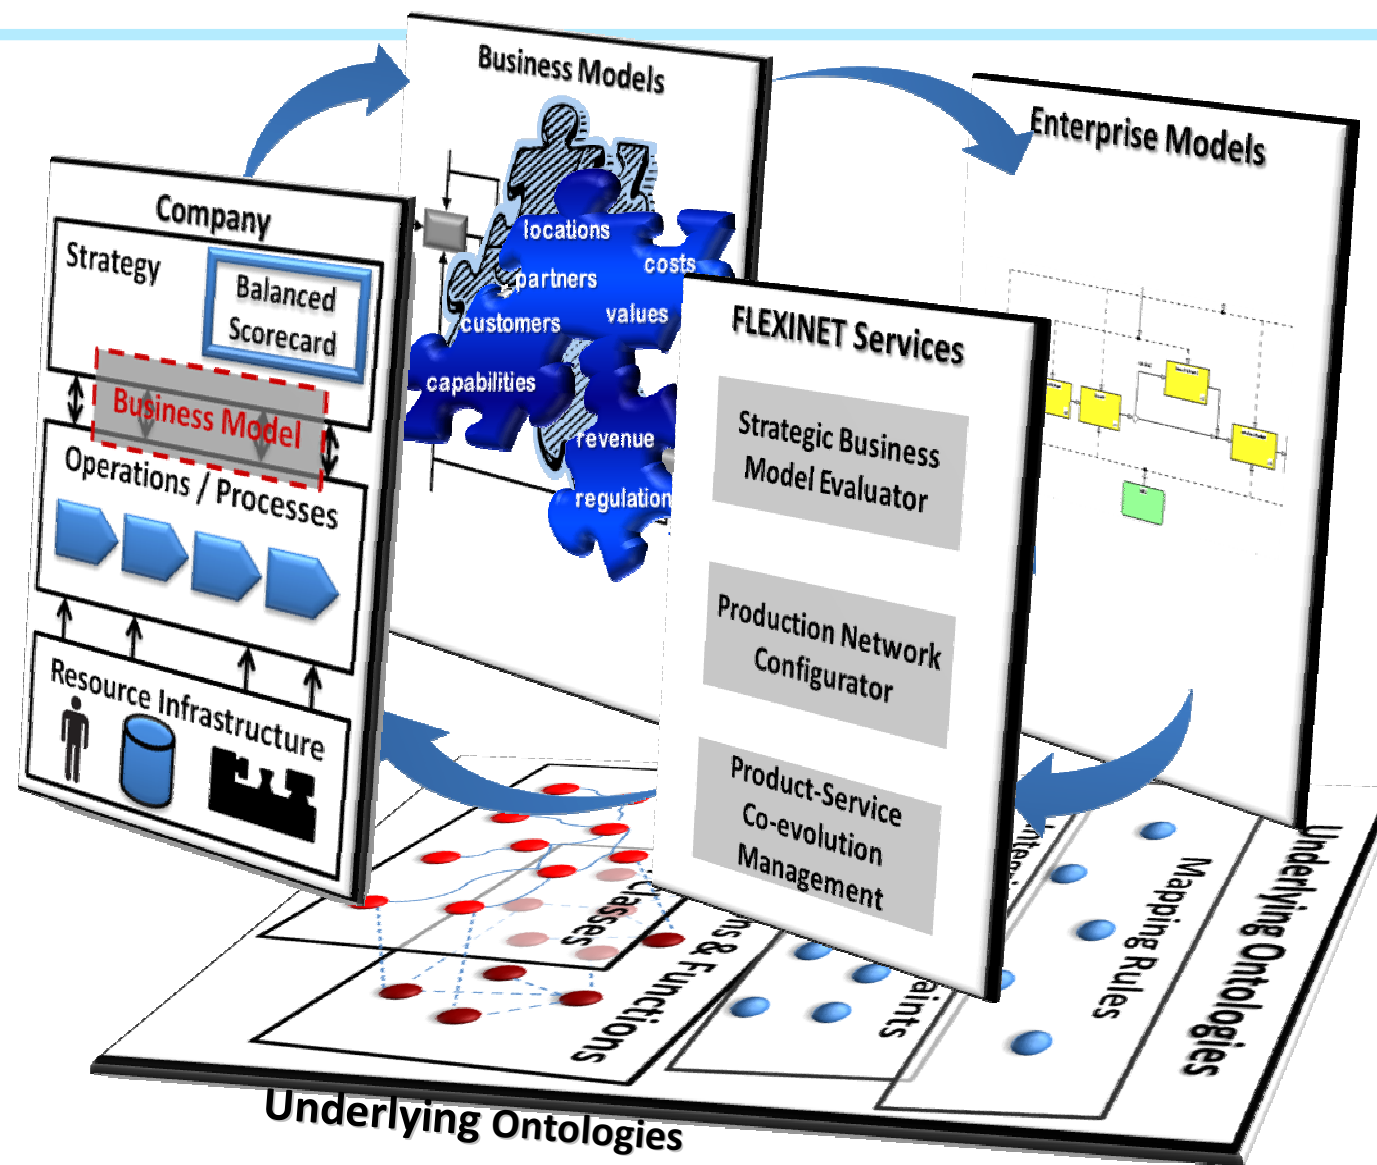 Business Models
locations
costs
partners
values
customers
capabilities
revenue
regulation
Enterprise Models
Company
Strategy
Balanced
Scorecard
Business Model
Operations / Processes
Resource Infrastructure
FLEXINET Services
Strategic Business
Model Evaluator
Production Network
Configurator
Product-Service
Co-evolution
Management
& Functions
Mapping Rules
Underlying Ontologies
Underlying Ontologies